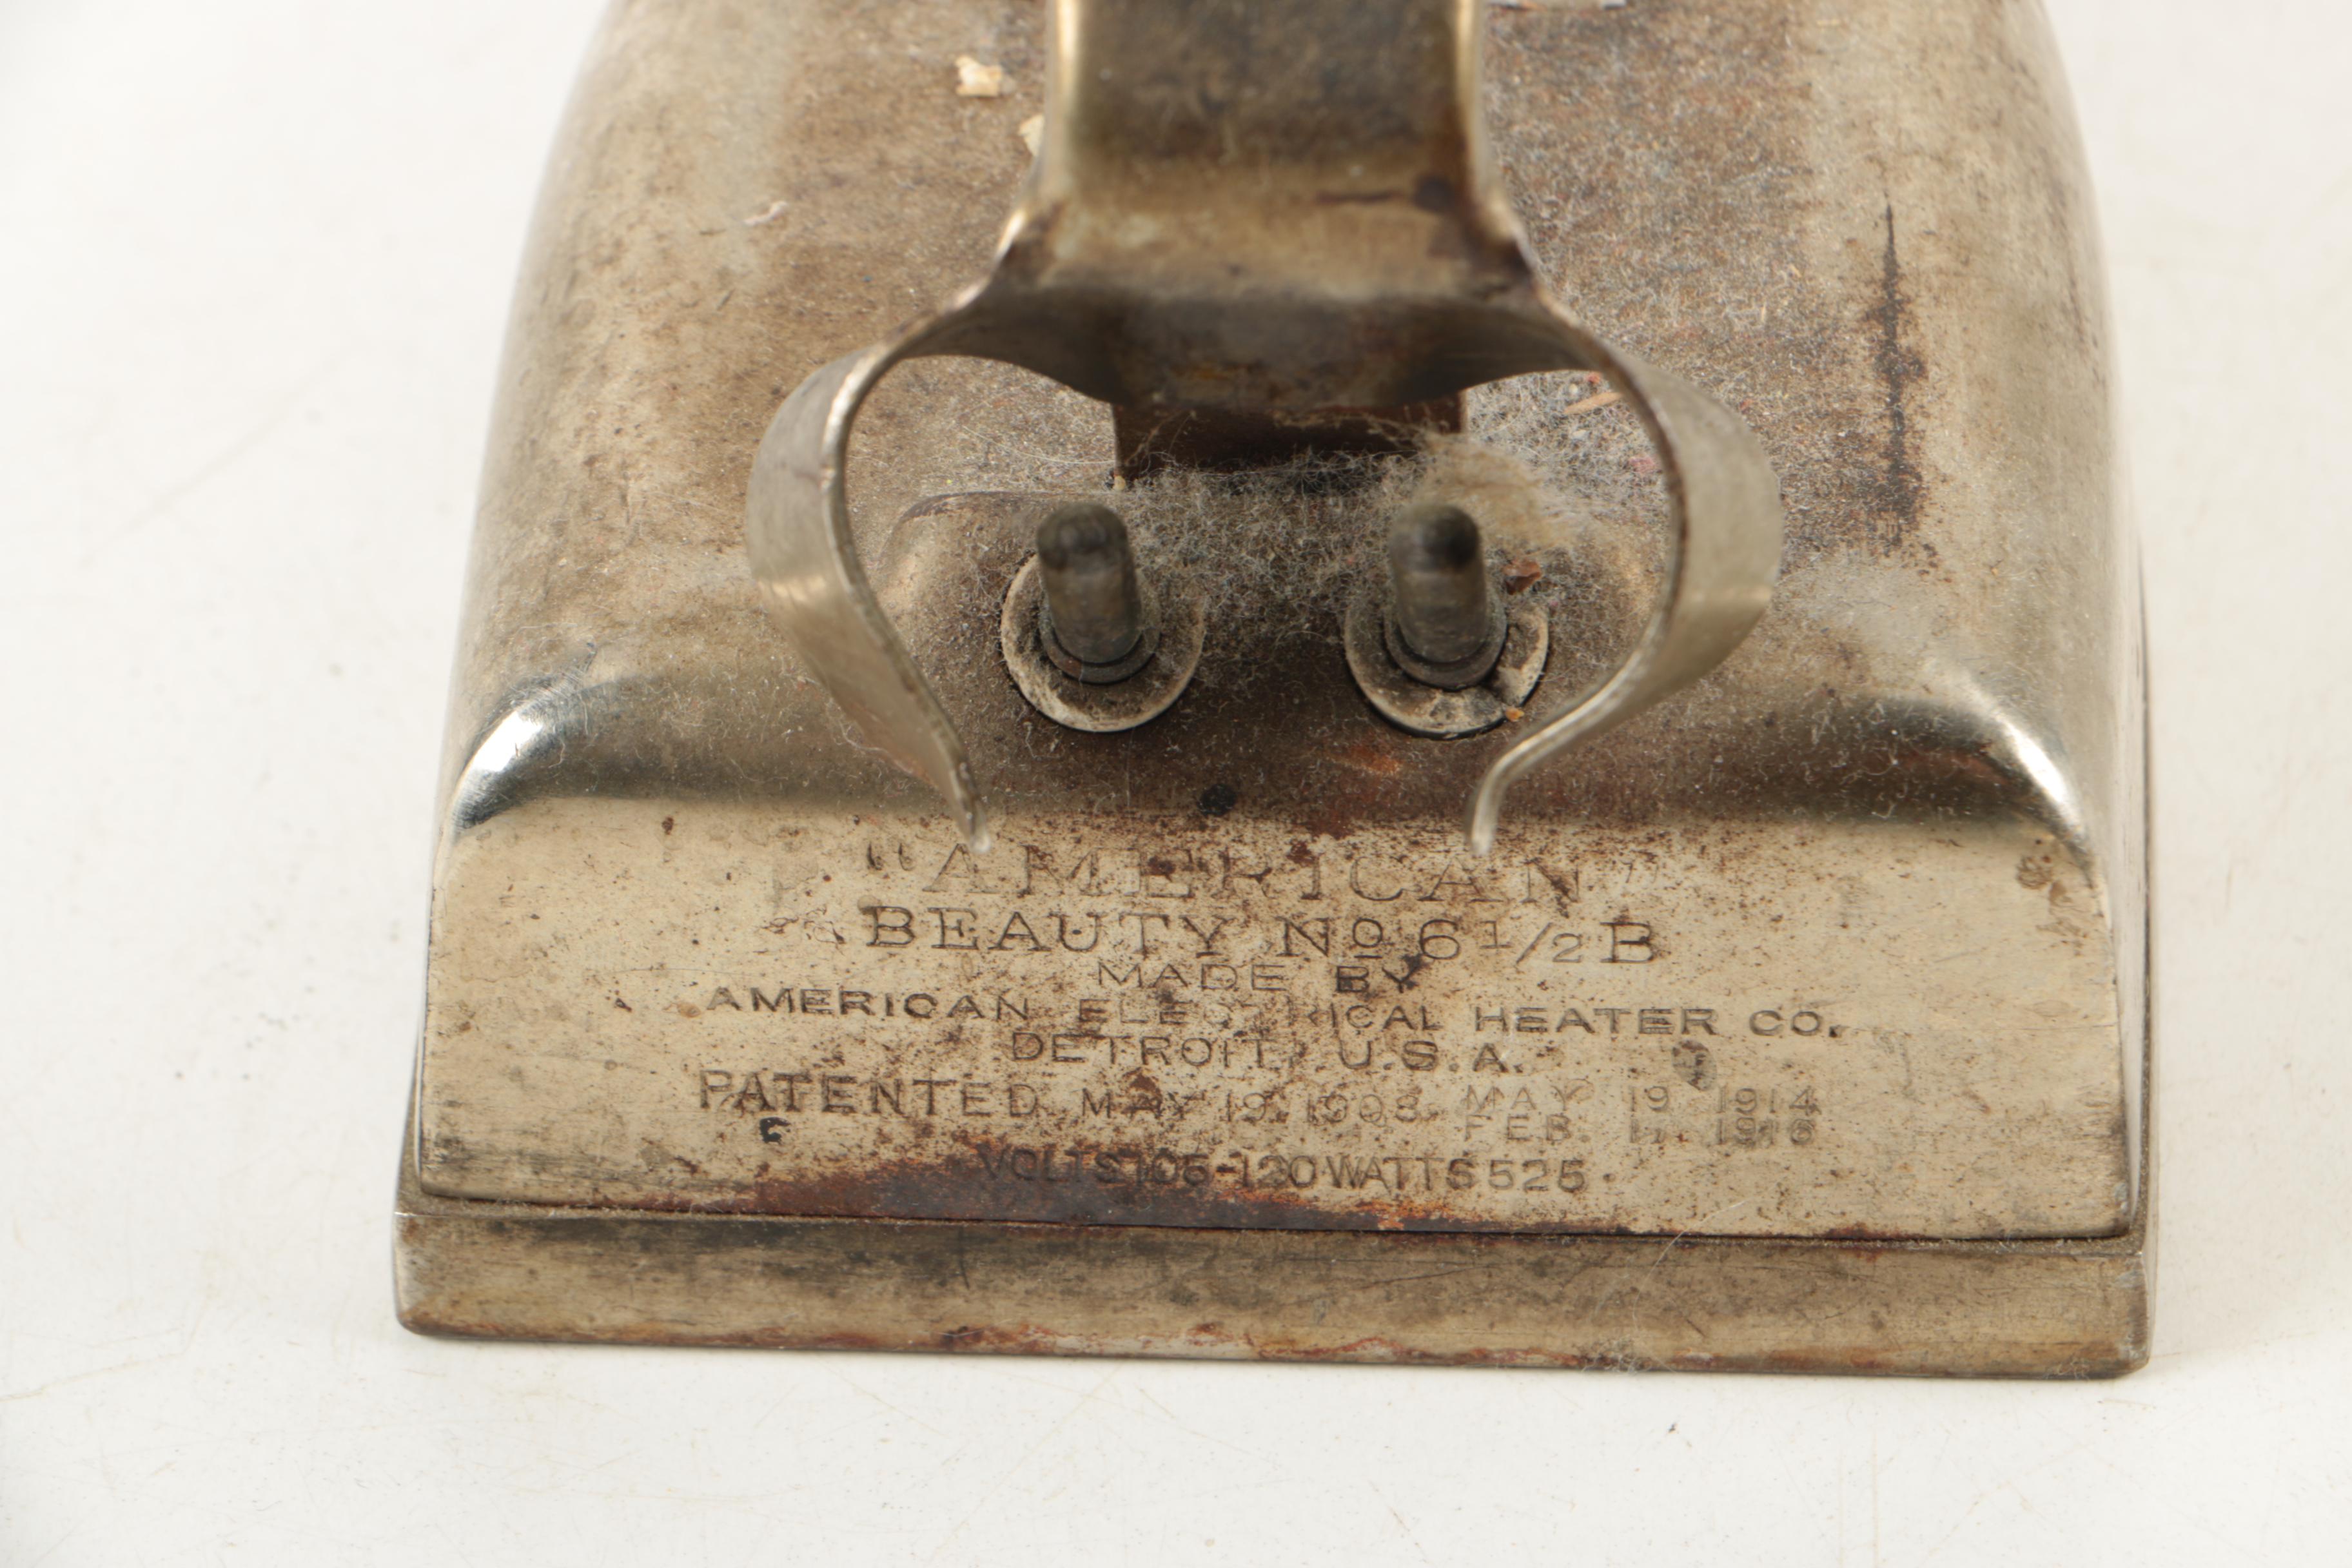 "AMERICAN"
BEAUTY No 6 1/2 B
MADE BY
AMERICAN ELECTRICAL HEATER CO.
DETROIT, U.S.A.
PATENTED MAY 19, 1908. MAY 19 1914
FEB. 1916
VOLTS 105-120 WATTS 525